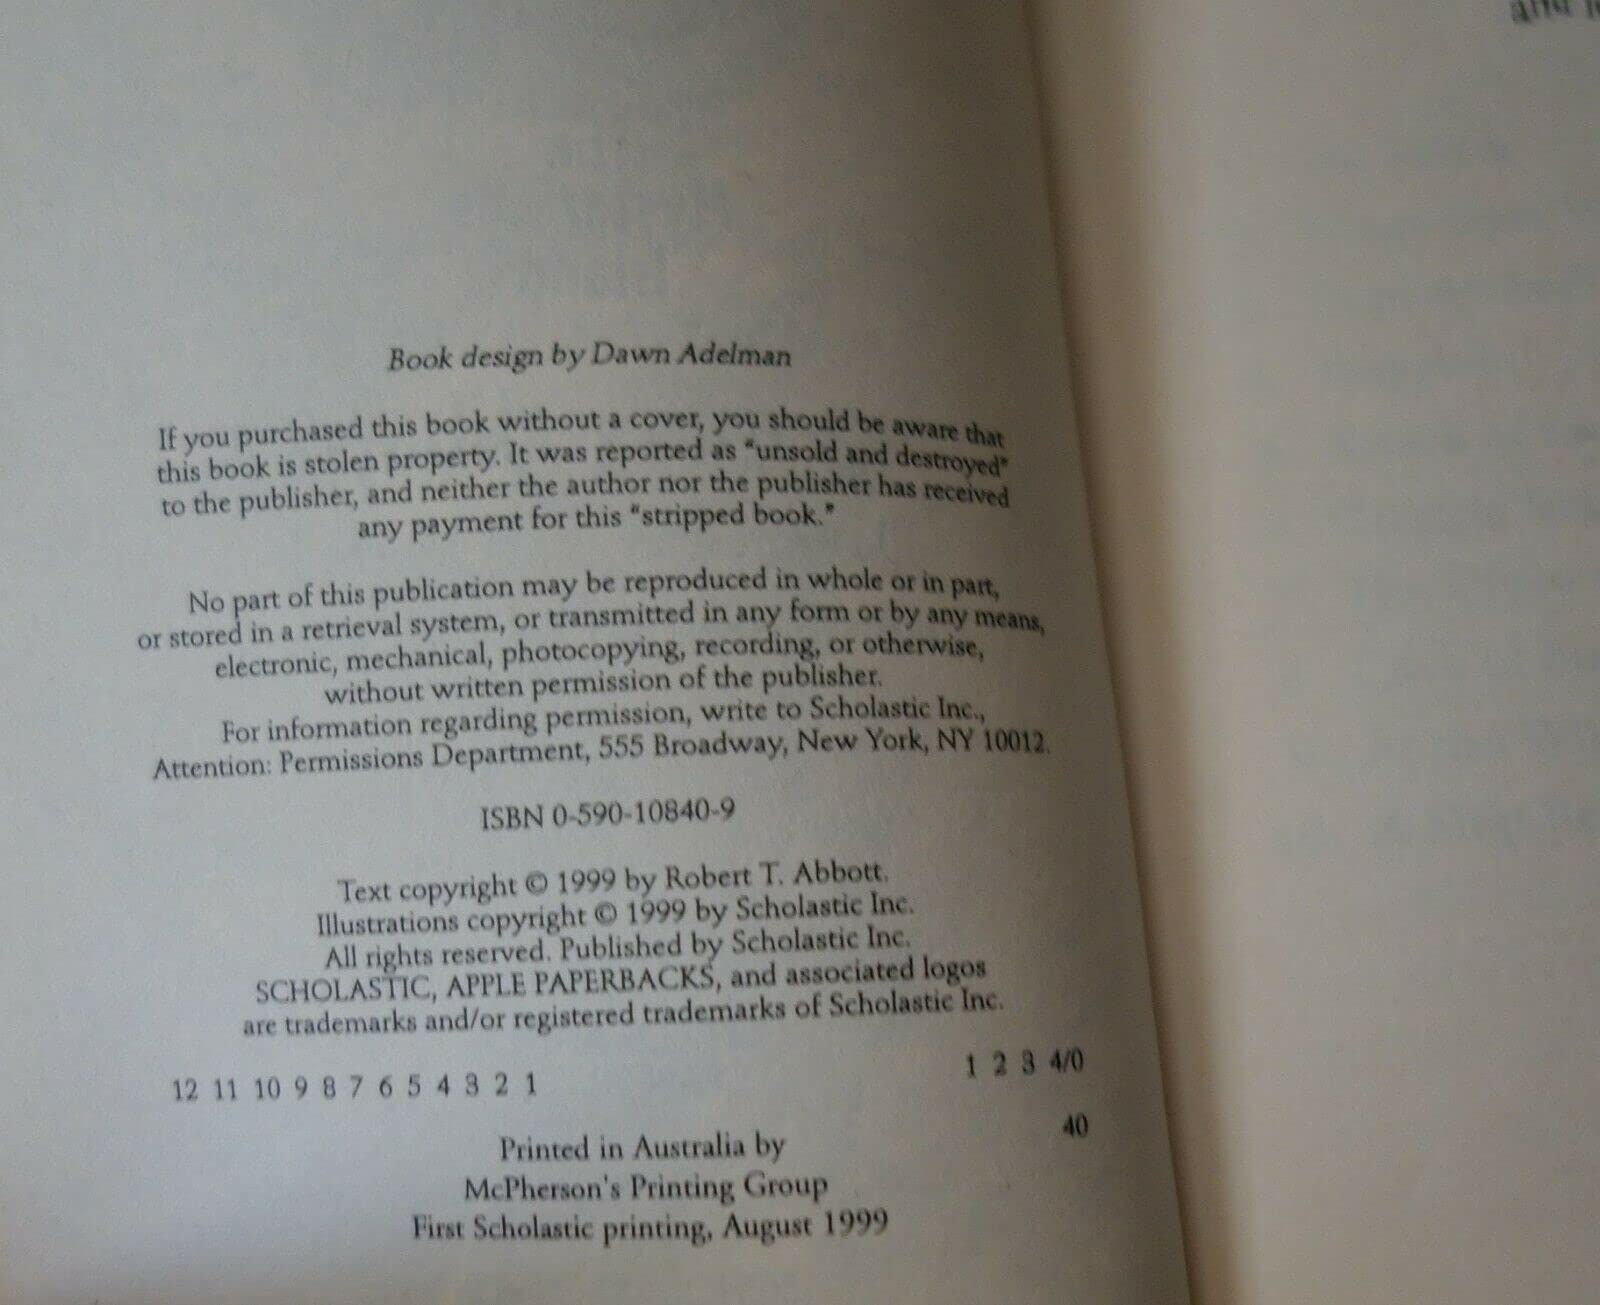 and
Book design by Dawn Adelman
If you purchased this book without a cover, you should be aware that
this book is stolen property. It was reported as "unsold and destroyed"
to the publisher, and neither the author nor the publisher has received
any payment for this "stripped book."
No part of this publication may be reproduced in whole or in part,
or stored in a retrieval system, or transmitted in any form or by any means,
electronic, mechanical, photocopying, recording, or otherwise,
without written permission of the publisher.
For information regarding permission, write to Scholastic Inc.,
Attention: Permissions Department, 555 Broadway, New York, NY 10012.
ISBN 0-590-10840-9
Text copyright © 1999 by Robert T. Abbott.
Illustrations copyright © 1999 by Scholastic Inc.
All rights reserved. Published by Scholastic Inc.
SCHOLASTIC, APPLE PAPERBACKS, and associated logos
are trademarks and/or registered trademarks of Scholastic Inc.
12 11 10 9 8 7 6 5 4 3 2 1 1 2 3 4/0
40
Printed in Australia by
McPherson's Printing Group
First Scholastic printing, August 1999